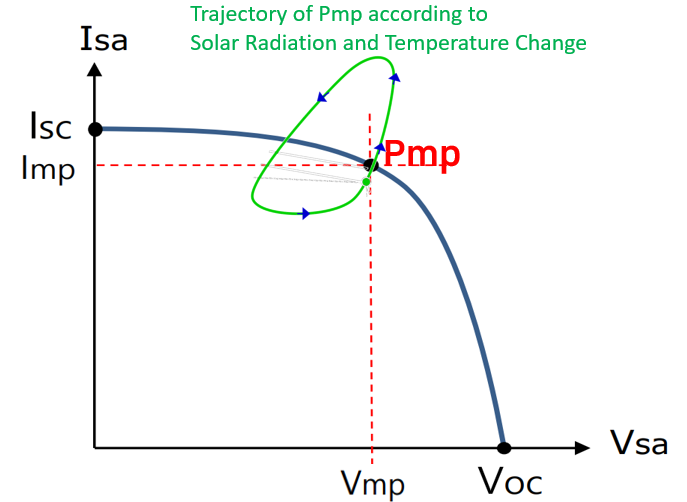 Trajectory of Pmp according to
Solar Radiation and Temperature Change
Isa
Isc
Imp
Pmp
Vsa
Vmp
Voc